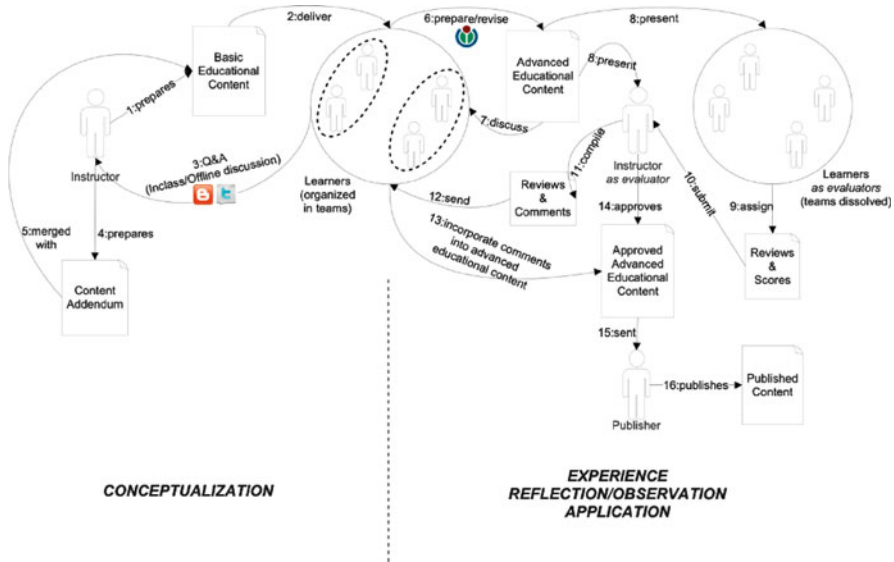 2:deliver
6:prepare/revise
8:present
Basic
Educational
Content
Advanced
Educational
Content
8:present
1:prepares
7:discuss
3:Q&A
(Inclass/Offline discussion)
Instructor
Learners
(organized
in teams)
11:compile
Instructor
as evaluator
10:submit
Learners
as evaluators
(teams dissolved)
12:send
Reviews
&
Comments
14:approves
9:assign
5:merged
with
4:prepares
13:incorporate comments
into advanced
educational content
Content
Addendum
Approved
Advanced
Educational
Content
Reviews
&
Scores
15:sent
16:publishes
Published
Content
Publisher
CONCEPTUALIZATION
EXPERIENCE
REFLECTION/OBSERVATION
APPLICATION